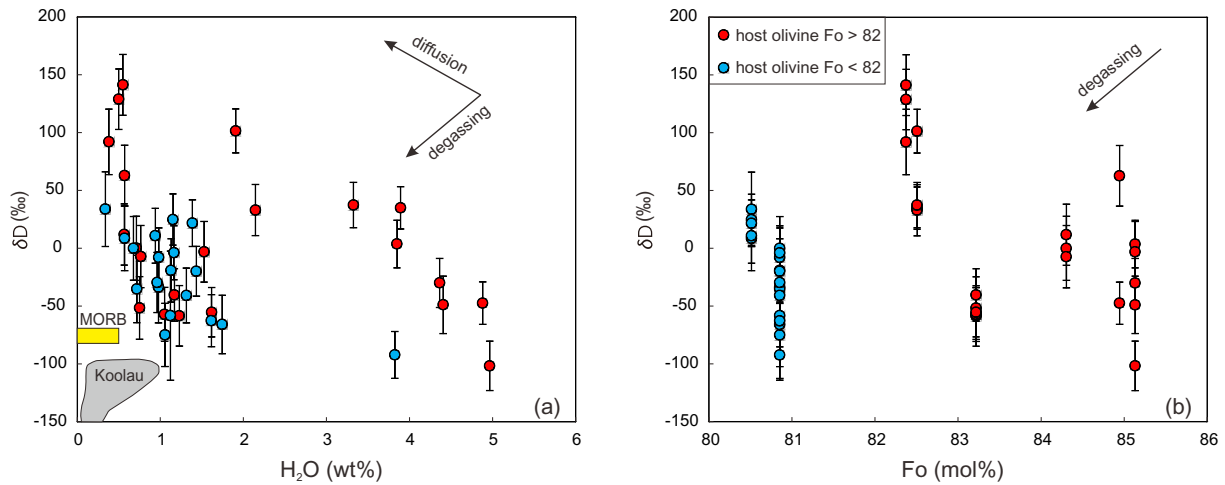 200
150
100
50
0
-50
-100
-150
δD (‰)
diffusion
degassing
MORB
Koolau
(a)
0 1 2 3 4 5 6
H₂O (wt%)
200
150
100
50
0
-50
-100
-150
δD (‰)
host olivine Fo > 82
host olivine Fo < 82
degassing
(b)
80 81 82 83 84 85 86
Fo (mol%)